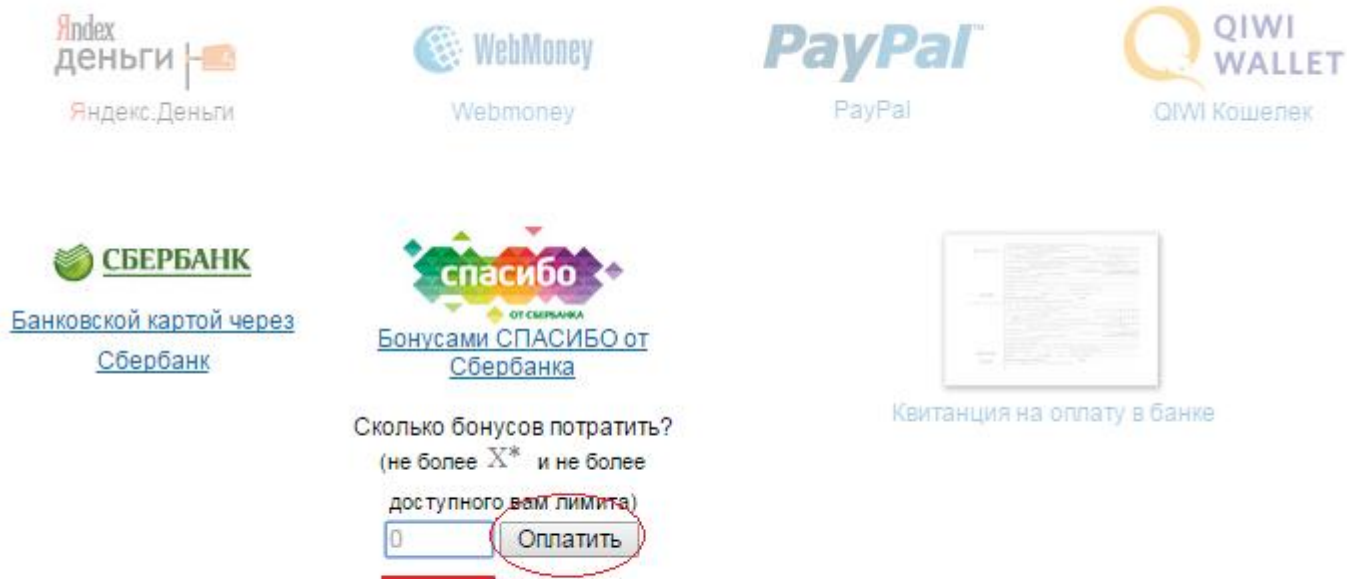 Яndex
деньги
WebMoney
PayPal™
QIWI
WALLET
Яндекс.Деньги
Webmoney
PayPal
QIWI Кошелек
СБЕРБАНК
спасибо
ОТ СБЕРБАНКА
Банковской картой через
Сбербанк
Бонусами СПАСИБО от
Сбербанка
Квитанция на оплату в банке
Сколько бонусов потратить?
(не более X* и не более
доступного вам лимита)
0
Оплатить